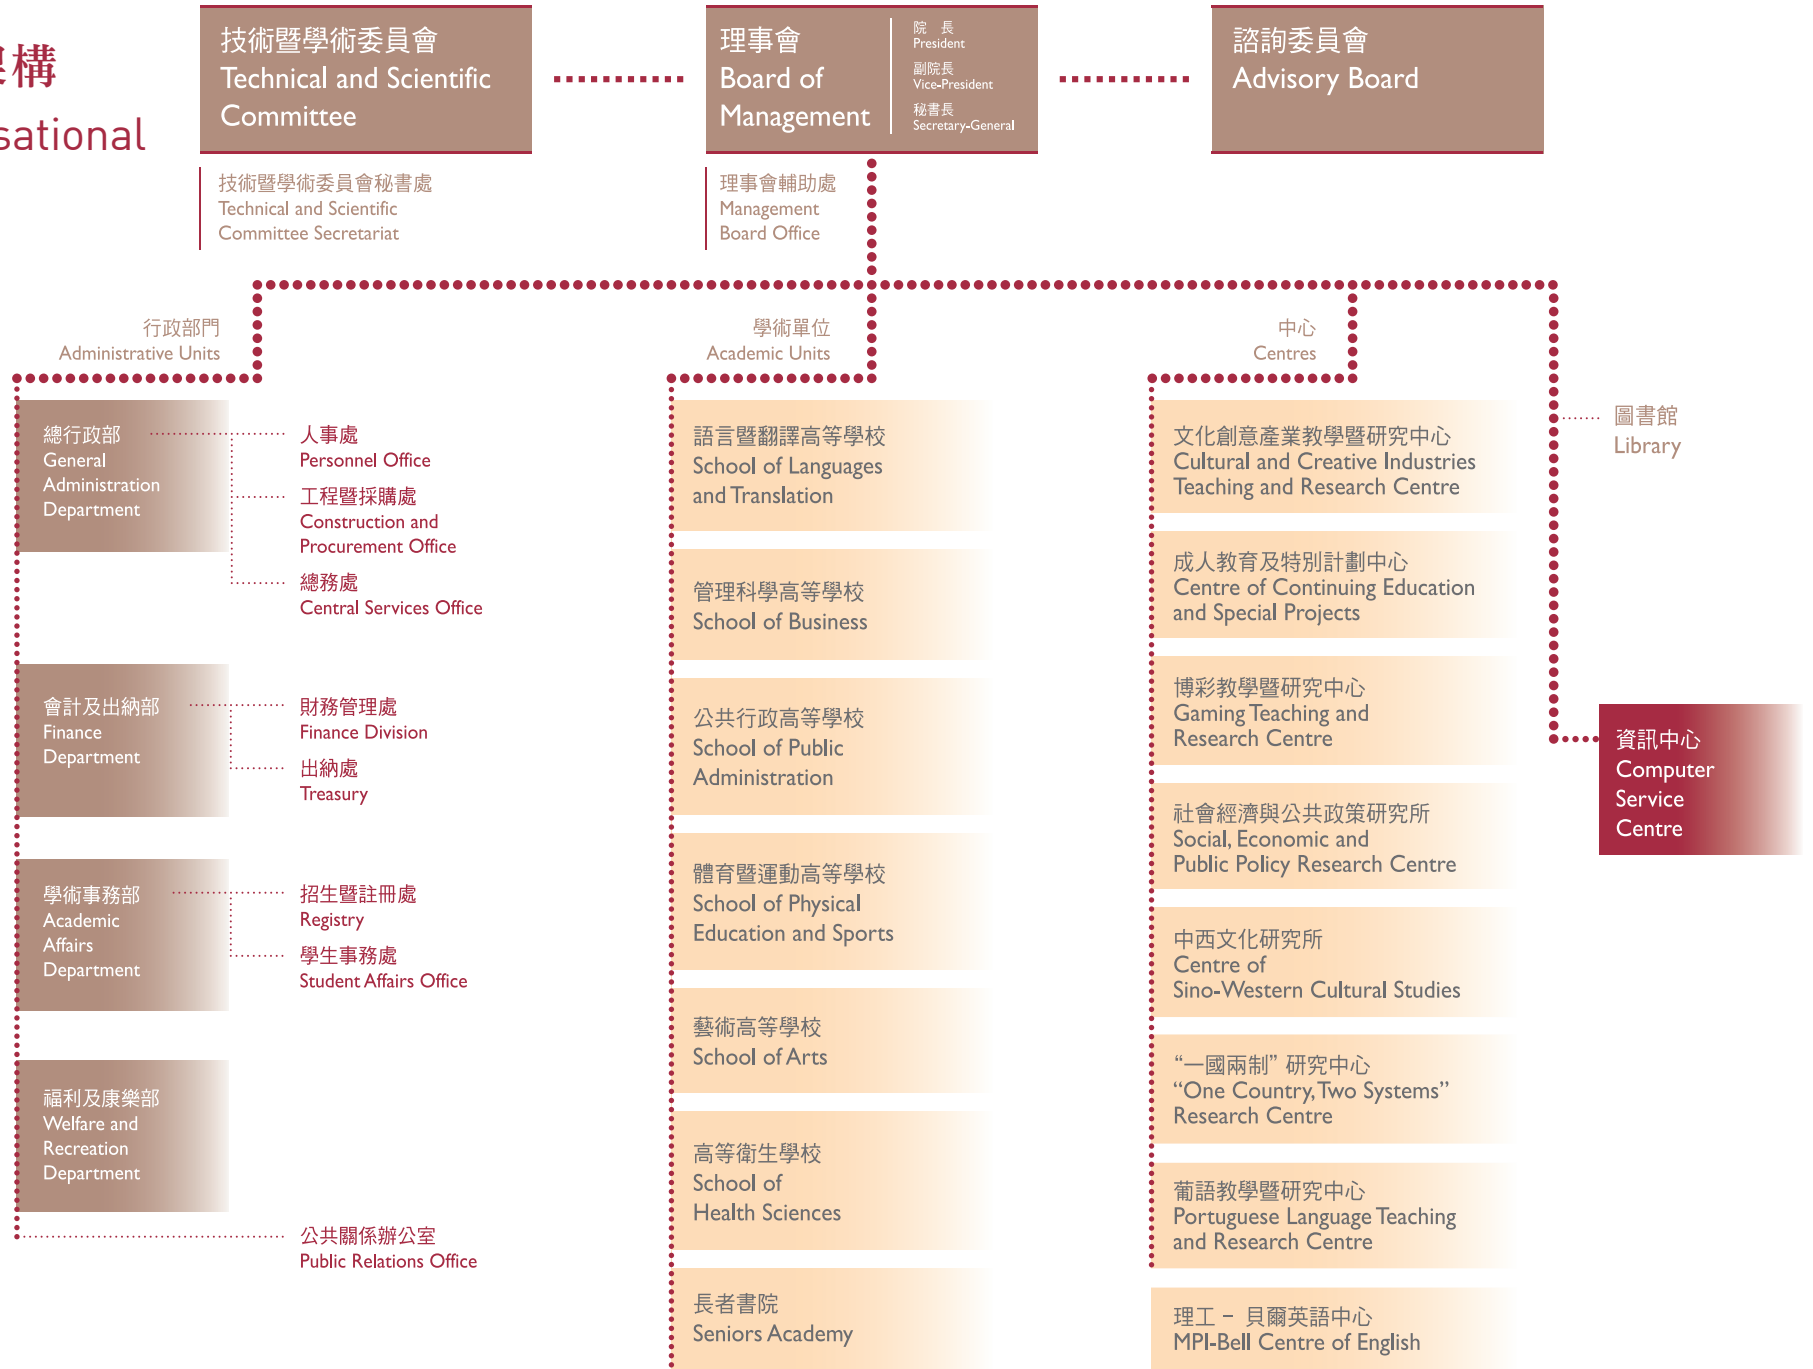 構
sational
技術暨學術委員會
Technical and Scientific
Committee
理事會
Board of
Management
院 長
President
副院長
Vice-President
秘書長
Secretary-General
諮詢委員會
Advisory Board
技術暨學術委員會秘書處
Technical and Scientific
Committee Secretariat
理事會輔助處
Management
Board Office
行政部門
Administrative Units
總行政部
General
Administration
Department
人事處
Personnel Office
工程暨採購處
Construction and
Procurement Office
總務處
Central Services Office
會計及出納部
Finance
Department
財務管理處
Finance Division
出納處
Treasury
學術事務部
Academic
Affairs
Department
招生暨註冊處
Registry
學生事務處
Student Affairs Office
福利及康樂部
Welfare and
Recreation
Department
公共關係辦公室
Public Relations Office
學術單位
Academic Units
語言暨翻譯高等學校
School of Languages
and Translation
管理科學高等學校
School of Business
公共行政高等學校
School of Public
Administration
體育暨運動高等學校
School of Physical
Education and Sports
藝術高等學校
School of Arts
高等衛生學校
School of
Health Sciences
長者書院
Seniors Academy
中心
Centres
文化創意產業教學暨研究中心
Cultural and Creative Industries
Teaching and Research Centre
成人教育及特別計劃中心
Centre of Continuing Education
and Special Projects
博彩教學暨研究中心
Gaming Teaching and
Research Centre
社會經濟與公共政策研究所
Social, Economic and
Public Policy Research Centre
中西文化研究所
Centre of
Sino-Western Cultural Studies
“一國兩制” 研究中心
“One Country, Two Systems”
Research Centre
葡語教學暨研究中心
Portuguese Language Teaching
and Research Centre
理工 – 貝爾英語中心
MPI-Bell Centre of English
圖書館
Library
資訊中心
Computer
Service
Centre